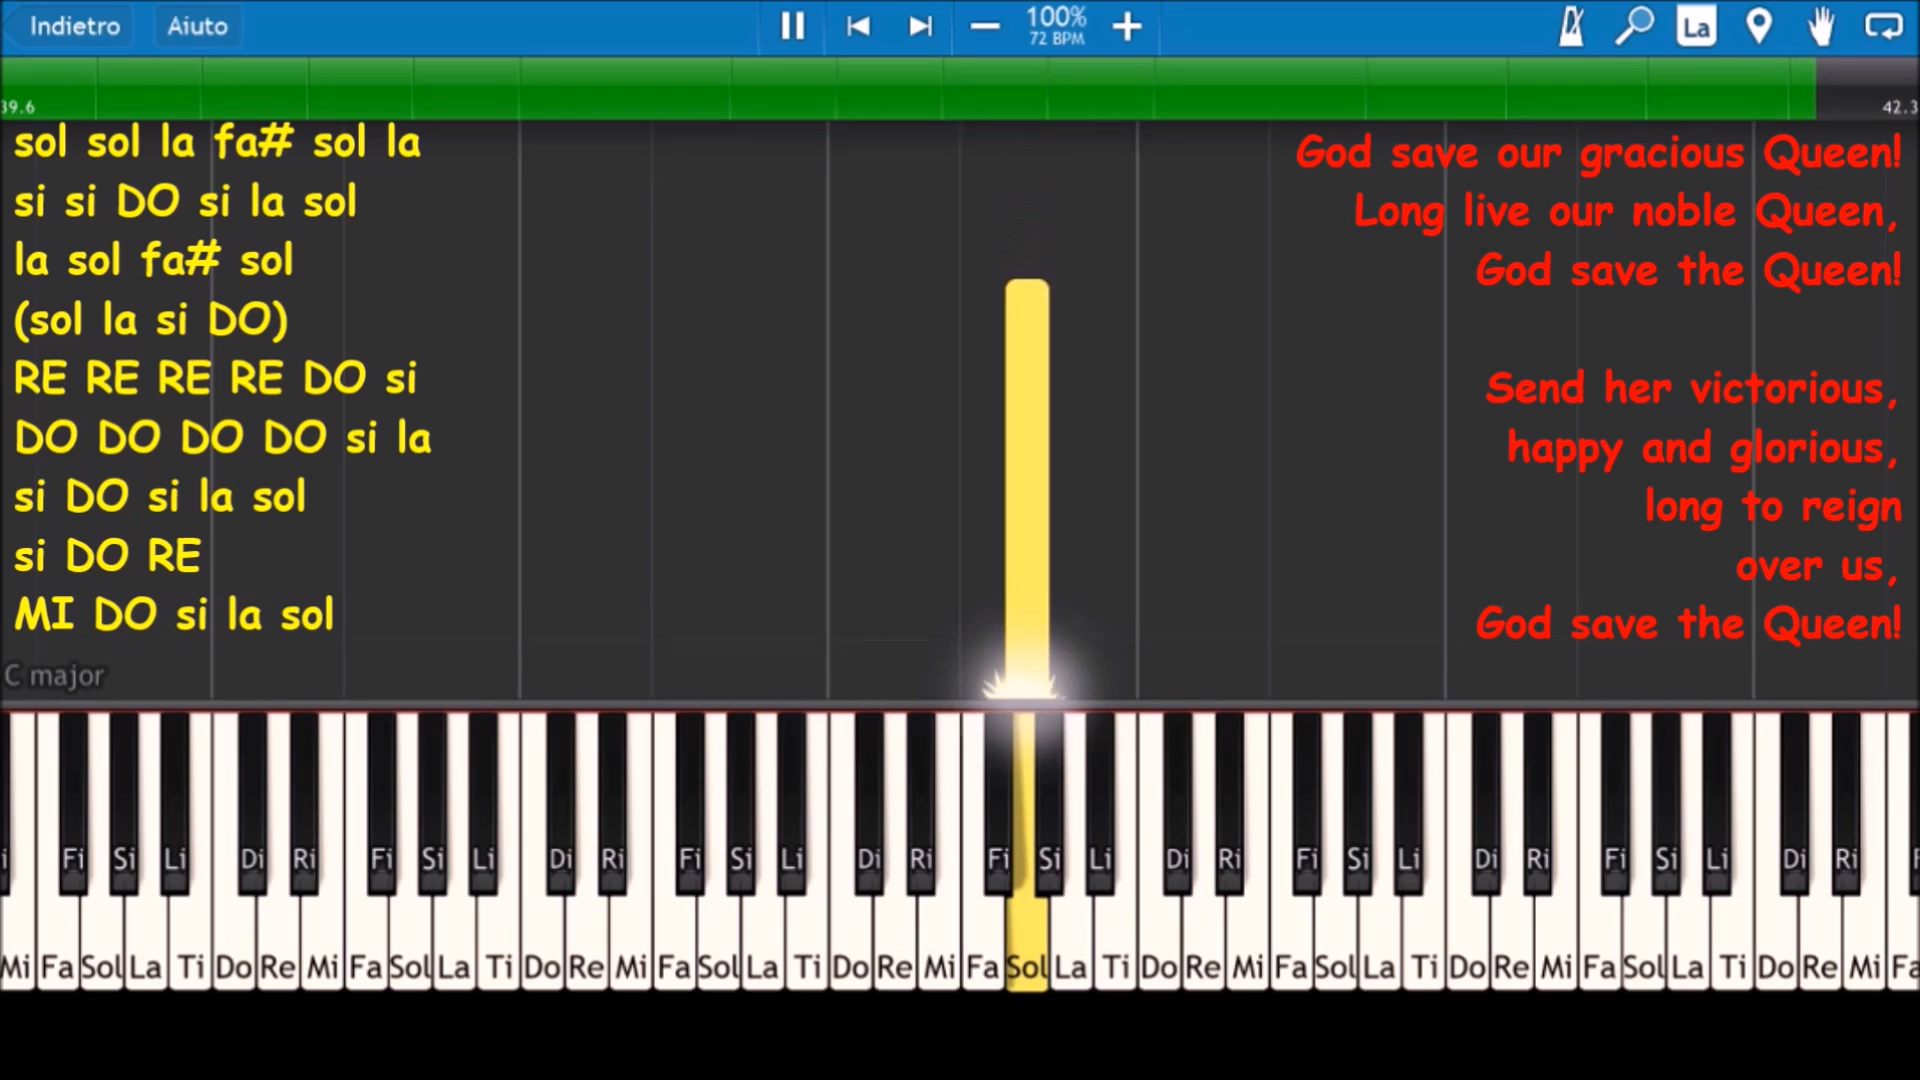 Indietro Aiuto 100% La
72 BPM
39.6 42.3
sol sol la fa# sol la
si si DO si la sol
la sol fa# sol
(sol la si DO)
RE RE RE RE DO si
DO DO DO DO si la
si DO si la sol
si DO RE
MI DO si la sol
God save our gracious Queen!
Long live our noble Queen,
God save the Queen!
Send her victorious,
happy and glorious,
long to reign
over us,
God save the Queen!
C major
Fi Si Li Di Ri Fi Si Li Di Ri Fi Si Li Di Ri Fi Si Li Di Ri Fi Si Li Di Ri Fi Si Li Di Ri
Mi Fa Sol La Ti Do Re Mi Fa Sol La Ti Do Re Mi Fa Sol La Ti Do Re Mi Fa Sol La Ti Do Re Mi Fa Sol La Ti Do Re Mi Fa Sol La Ti Do Re Mi Fa